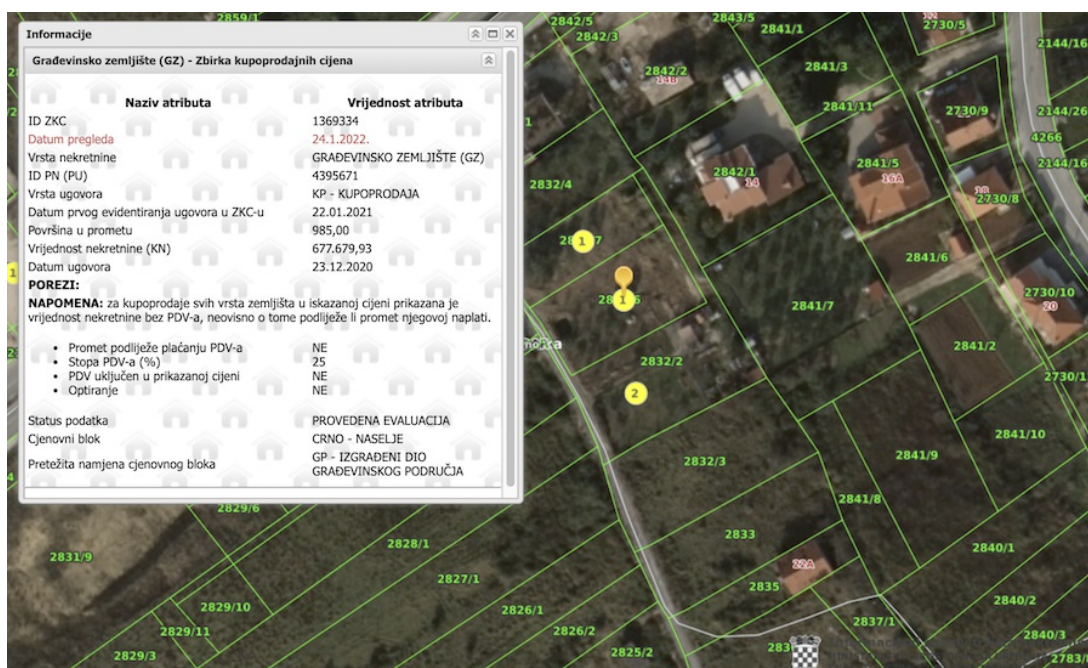 Informacije
Građevinsko zemljište (GZ) - Zbirka kupoprodajnih cijena
Naziv atributa Vrijednost atributa
ID ZKC 1369334
Datum pregleda 24.1.2022.
Vrsta nekretnine GRAĐEVINSKO ZEMLJIŠTE (GZ)
ID PN (PU) 4395671
Vrsta ugovora KP - KUPOPRODAJA
Datum prvog evidentiranja ugovora u ZKC-u 22.01.2021
Površina u prometu 985,00
Vrijednost nekretnine (KN) 677.679,93
Datum ugovora 23.12.2020
POREZI:
NAPOMENA: za kupoprodaje svih vrsta zemljišta u iskazanoj cijeni prikazana je
vrijednost nekretnine bez PDV-a, neovisno o tome podliježe li promet njegovoj naplati.
• Promet podliježe plaćanju PDV-a NE
• Stopa PDV-a (%) 25
• PDV uključen u prikazanoj cijeni NE
• Optiranje NE
Status podatka PROVEDENA EVALUACIJA
Cjenovni blok CRNO - NASELJE
Pretežita namjena cjenovnog bloka GP - IZGRAĐENI DIO
GRAĐEVINSKOG PODRUČJA
2859/1
2842/5
2842/3
2843/5
2841/1
2730/5
2144/16
2842/2
14B
2841/3
2841/11
2730/9
2144/26
4266
2144/16
2832/4
2842/1
14
2841/5
16A
18
2730/8
1
2841/6
1
2841/7
2730/10
20
2832/2
2841/2
2
2841/10
2832/3
2841/9
2841/8
2829/6
2828/1
2833
2840/1
2831/9
2827/1
22A
2835
2829/10
2826/1
2840/2
2829/11
2826/2
2837/1
2840/3
2829/3
2825/2